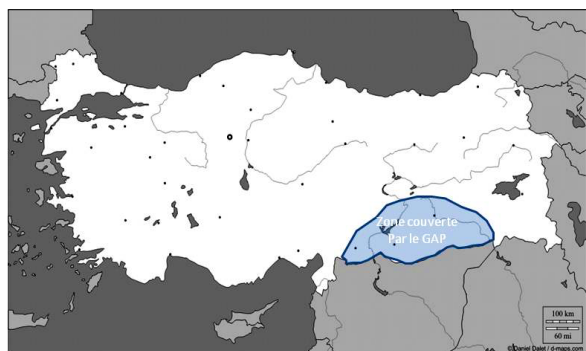 Zone couverte
Par le GAP
100 km
60 mi
©Daniel Dalet / d-maps.com